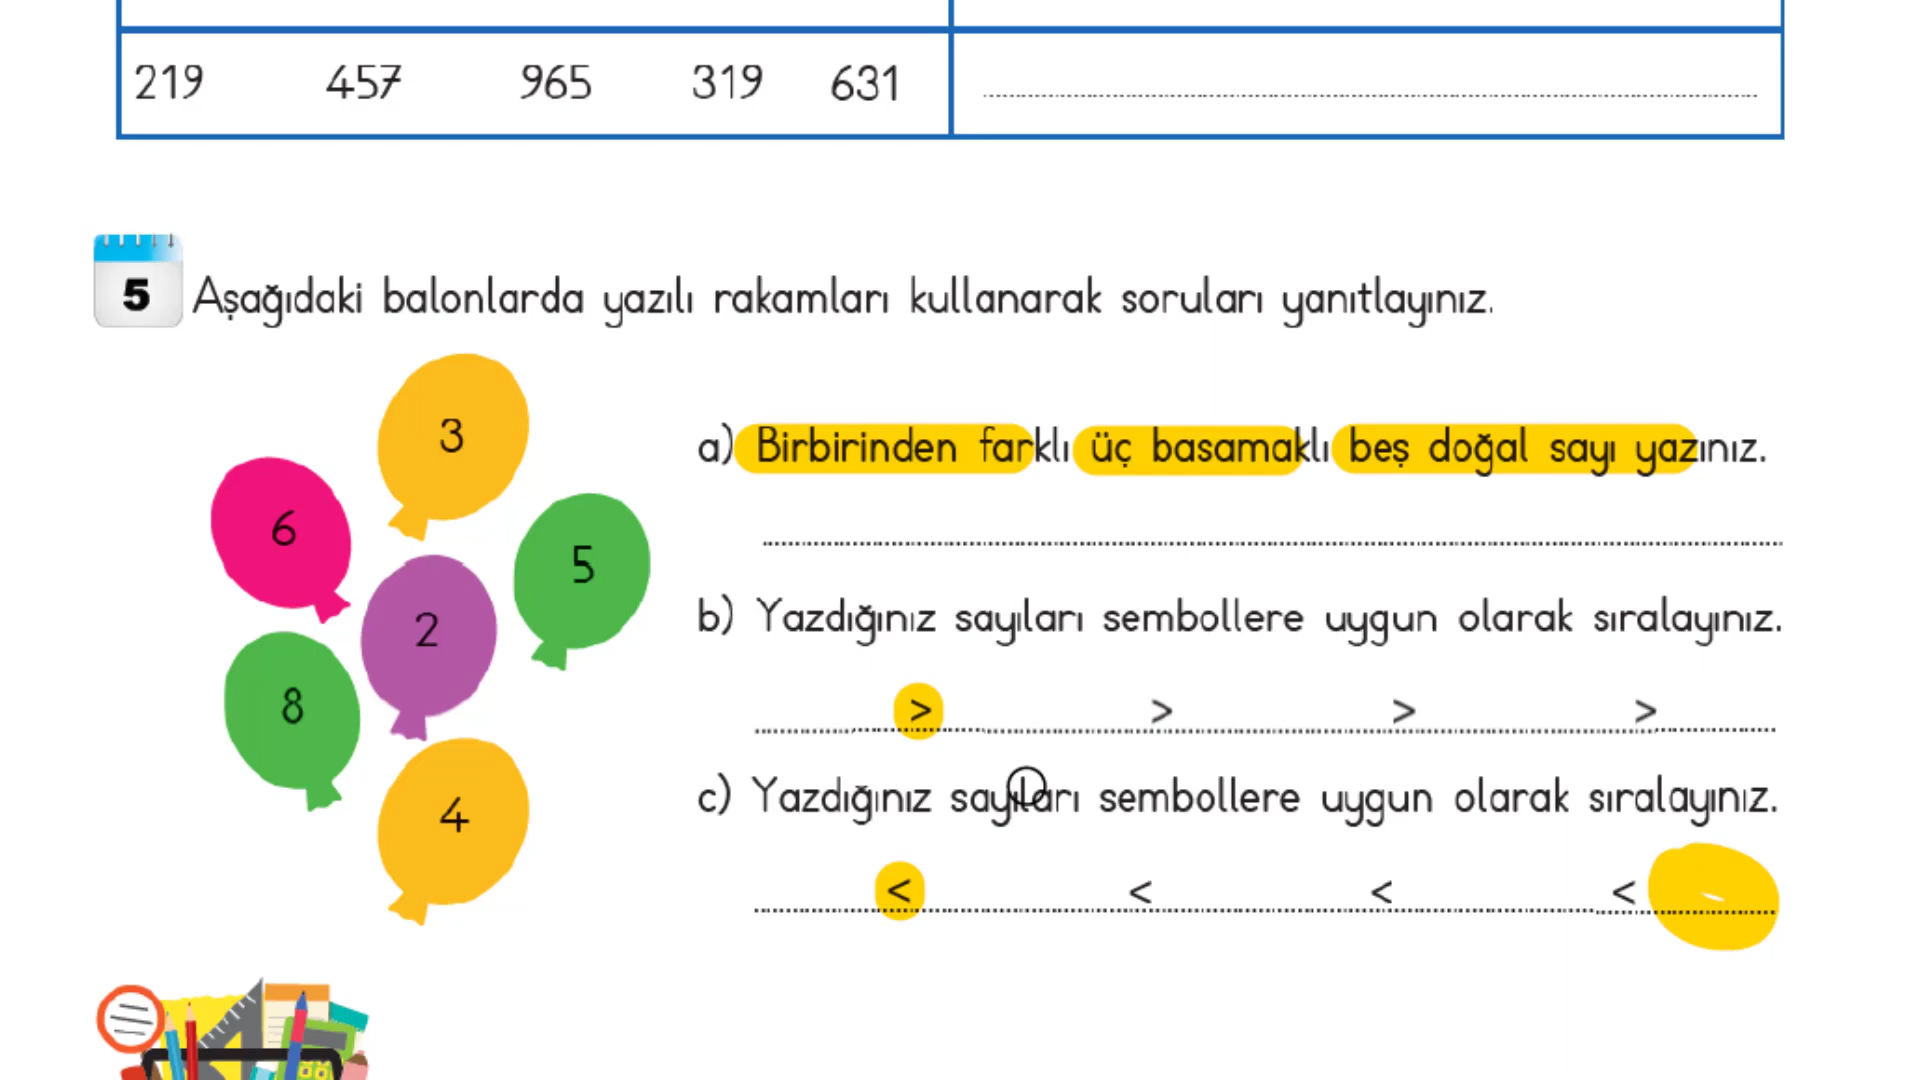 219 457 965 319 631
5 Aşağıdaki balonlarda yazılı rakamları kullanarak soruları yanıtlayınız.
3
6
5
2
8
4
a) Birbirinden farklı üç basamaklı beş doğal sayı yazınız.
b) Yazdığınız sayıları sembollere uygun olarak sıralayınız.
> > > >
c) Yazdığınız sayıları sembollere uygun olarak sıralayınız.
< < < <